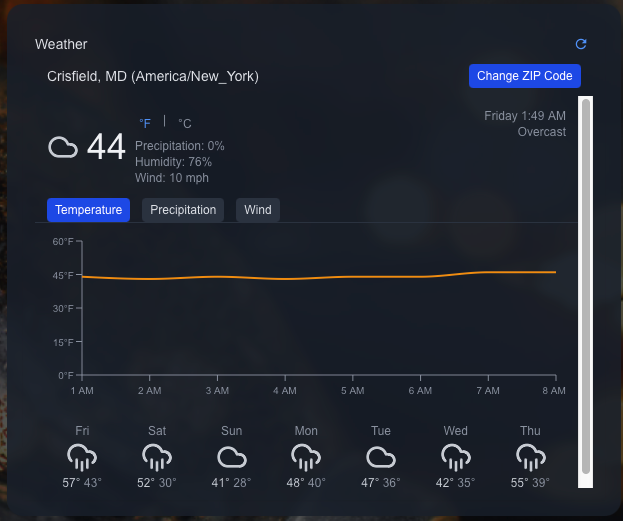 Weather
Crisfield, MD (America/New_York)
Change ZIP Code
44
°F | °C
Precipitation: 0%
Humidity: 76%
Wind: 10 mph
Friday 1:49 AM
Overcast
Temperature
Precipitation
Wind
60°F
45°F
30°F
15°F
0°F
1 AM 2 AM 3 AM 4 AM 5 AM 6 AM 7 AM 8 AM
Fri Sat Sun Mon Tue Wed Thu
57° 43° 52° 30° 41° 28° 48° 40° 47° 36° 42° 35° 55° 39°